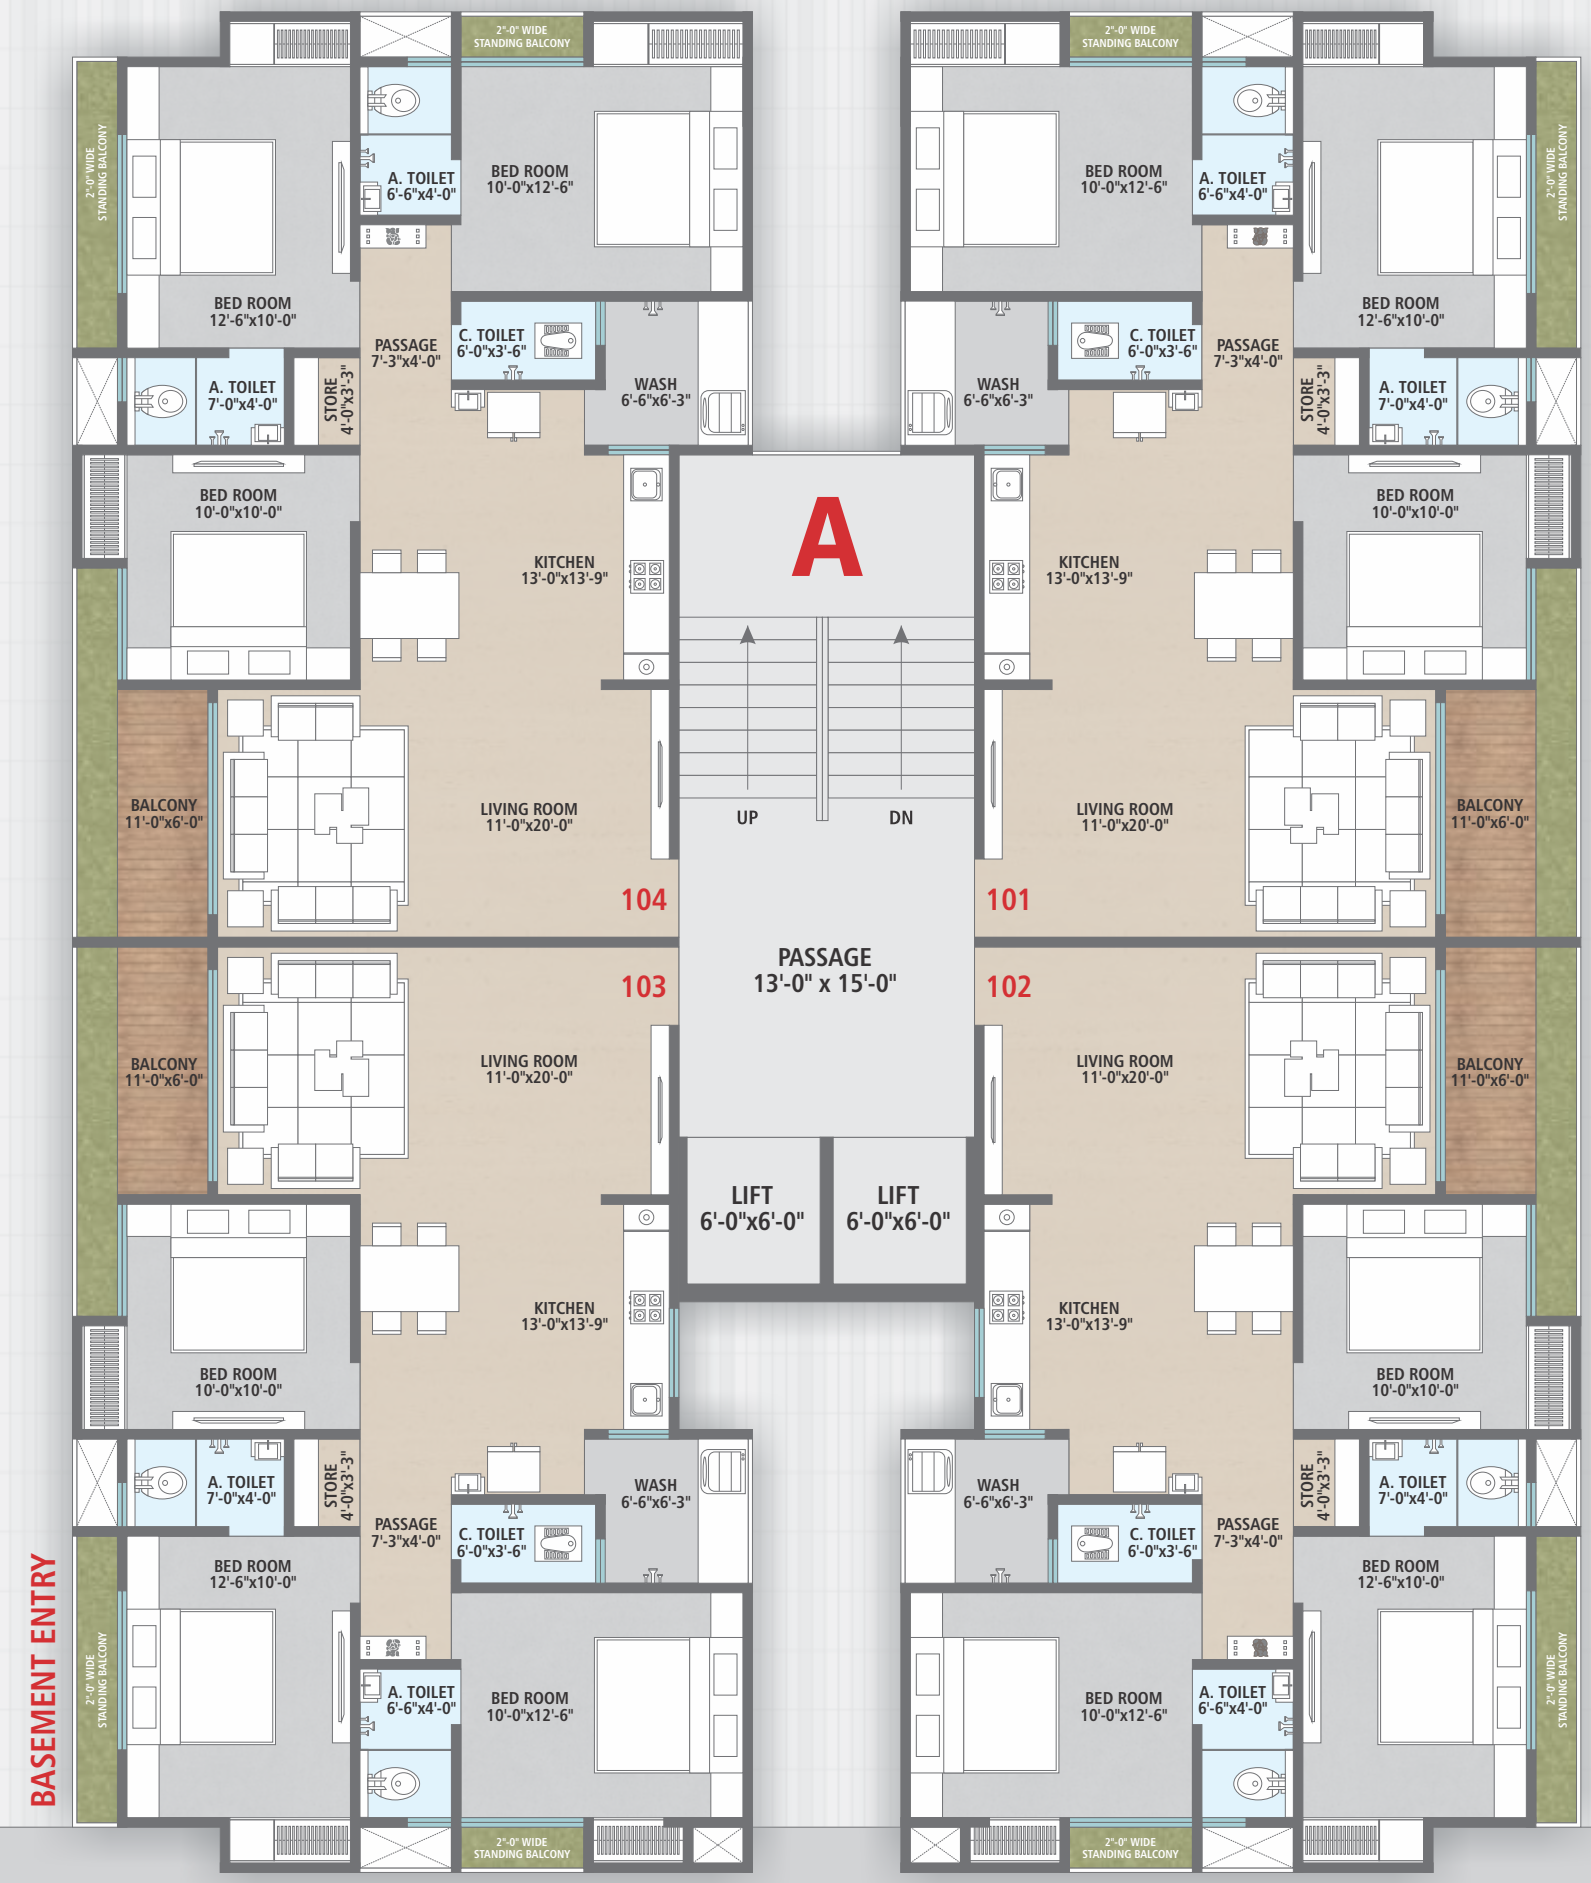 2"-0" WIDE
STANDING BALCONY
2"-0" WIDE
STANDING BALCONY
2"-0" WIDE
STANDING BALCONY
2"-0" WIDE
STANDING BALCONY
A. TOILET
6'-6"x4'-0"
BED ROOM
10'-0"x12'-6"
BED ROOM
10'-0"x12'-6"
A. TOILET
6'-6"x4'-0"
BED ROOM
12'-6"x10'-0"
BED ROOM
12'-6"x10'-0"
PASSAGE
7'-3"x4'-0"
C. TOILET
6'-0"x3'-6"
C. TOILET
6'-0"x3'-6"
PASSAGE
7'-3"x4'-0"
A. TOILET
7'-0"x4'-0"
STORE
4'-0"x3'-3"
WASH
6'-6"x6'-3"
WASH
6'-6"x6'-3"
STORE
4'-0"x3'-3"
A. TOILET
7'-0"x4'-0"
BED ROOM
10'-0"x10'-0"
BED ROOM
10'-0"x10'-0"
A
KITCHEN
13'-0"x13'-9"
KITCHEN
13'-0"x13'-9"
BALCONY
11'-0"x6'-0"
LIVING ROOM
11'-0"x20'-0"
UP
DN
LIVING ROOM
11'-0"x20'-0"
BALCONY
11'-0"x6'-0"
104
101
PASSAGE
13'-0" x 15'-0"
103
102
BALCONY
11'-0"x6'-0"
LIVING ROOM
11'-0"x20'-0"
LIVING ROOM
11'-0"x20'-0"
BALCONY
11'-0"x6'-0"
LIFT
6'-0"x6'-0"
LIFT
6'-0"x6'-0"
KITCHEN
13'-0"x13'-9"
KITCHEN
13'-0"x13'-9"
BED ROOM
10'-0"x10'-0"
BED ROOM
10'-0"x10'-0"
A. TOILET
7'-0"x4'-0"
STORE
4'-0"x3'-3"
WASH
6'-6"x6'-3"
WASH
6'-6"x6'-3"
STORE
4'-0"x3'-3"
A. TOILET
7'-0"x4'-0"
PASSAGE
7'-3"x4'-0"
C. TOILET
6'-0"x3'-6"
C. TOILET
6'-0"x3'-6"
PASSAGE
7'-3"x4'-0"
BED ROOM
12'-6"x10'-0"
BED ROOM
12'-6"x10'-0"
BASEMENT ENTRY
2"-0" WIDE
STANDING BALCONY
A. TOILET
6'-6"x4'-0"
BED ROOM
10'-0"x12'-6"
BED ROOM
10'-0"x12'-6"
A. TOILET
6'-6"x4'-0"
2"-0" WIDE
STANDING BALCONY
2"-0" WIDE
STANDING BALCONY
2"-0" WIDE
STANDING BALCONY